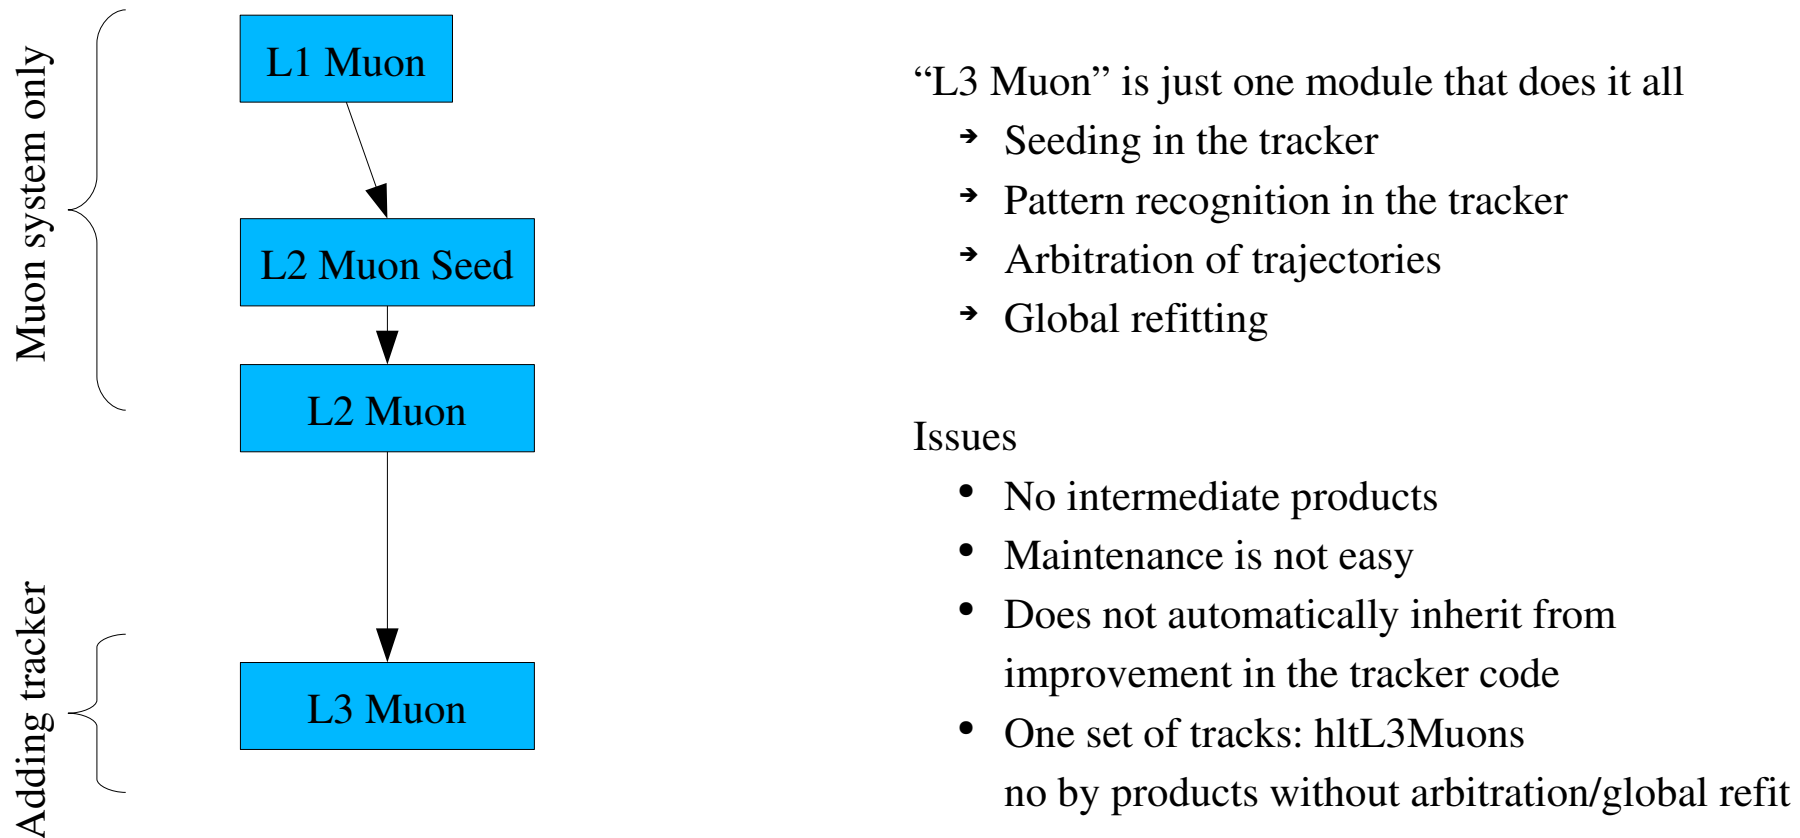 Muon system only
L1 Muon
L2 Muon Seed
L2 Muon
Adding tracker
L3 Muon
“L3 Muon” is just one module that does it all
➔ Seeding in the tracker
➔ Pattern recognition in the tracker
➔ Arbitration of trajectories
➔ Global refitting
Issues
• No intermediate products
• Maintenance is not easy
• Does not automatically inherit from
improvement in the tracker code
• One set of tracks: hltL3Muons
no by products without arbitration/global refit